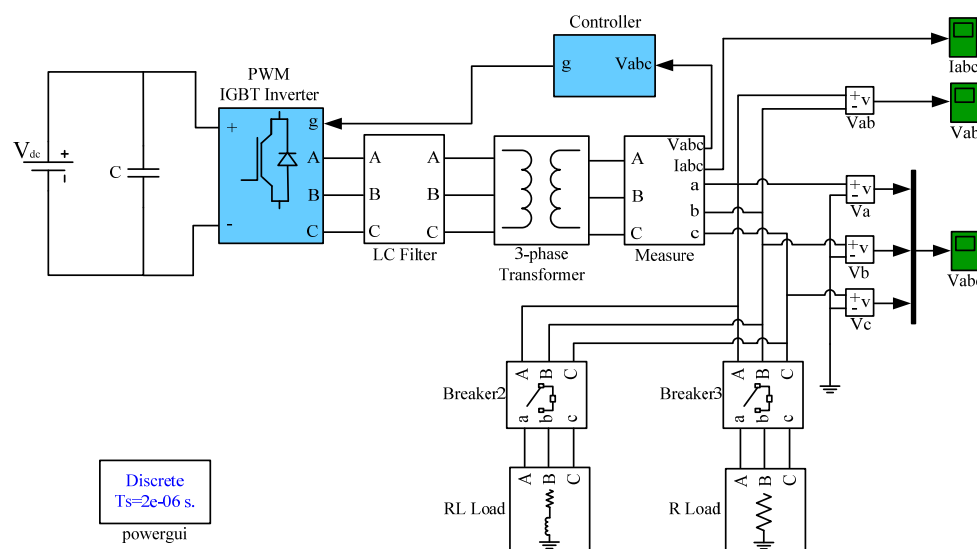 Controller
g
Vabc
Iabc
PWM
IGBT Inverter
+
g
A
B
C
-
Vdc
+
-
C
A
B
C
A
B
C
LC Filter
3-phase
Transformer
A
B
C
Vabc
Iabc
a
b
c
Measure
+
-
v
Vab
Vab
+
-
v
Va
+
-
v
Vb
+
-
v
Vc
Vabc
A
B
C
Breaker2
a
b
c
A
B
C
Breaker3
a
b
c
A
B
C
RL Load
A
B
C
R Load
Discrete
Ts=2e-06 s.
powergui